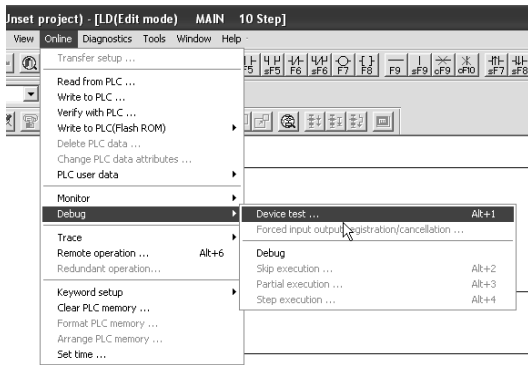 Unset project) - [LD(Edit mode) MAIN 10 Step]
View Online Diagnostics Tools Window Help
F5 sF5 F6 sF6 F7 F8 F9 sF9 cF9 cF10 sF7 sF8
Transfer setup ...
Read from PLC ...
Write to PLC ...
Verify with PLC ...
Write to PLC(Flash ROM)
Delete PLC data ...
Change PLC data attributes ...
PLC user data
Monitor
Debug
Device test ... Alt+1
Forced input output registration/cancellation ...
Debug
Skip execution ... Alt+2
Partial execution ... Alt+3
Step execution ... Alt+4
Trace
Remote operation ... Alt+6
Redundant operation...
Keyword setup
Clear PLC memory ...
Format PLC memory ...
Arrange PLC memory ...
Set time ...